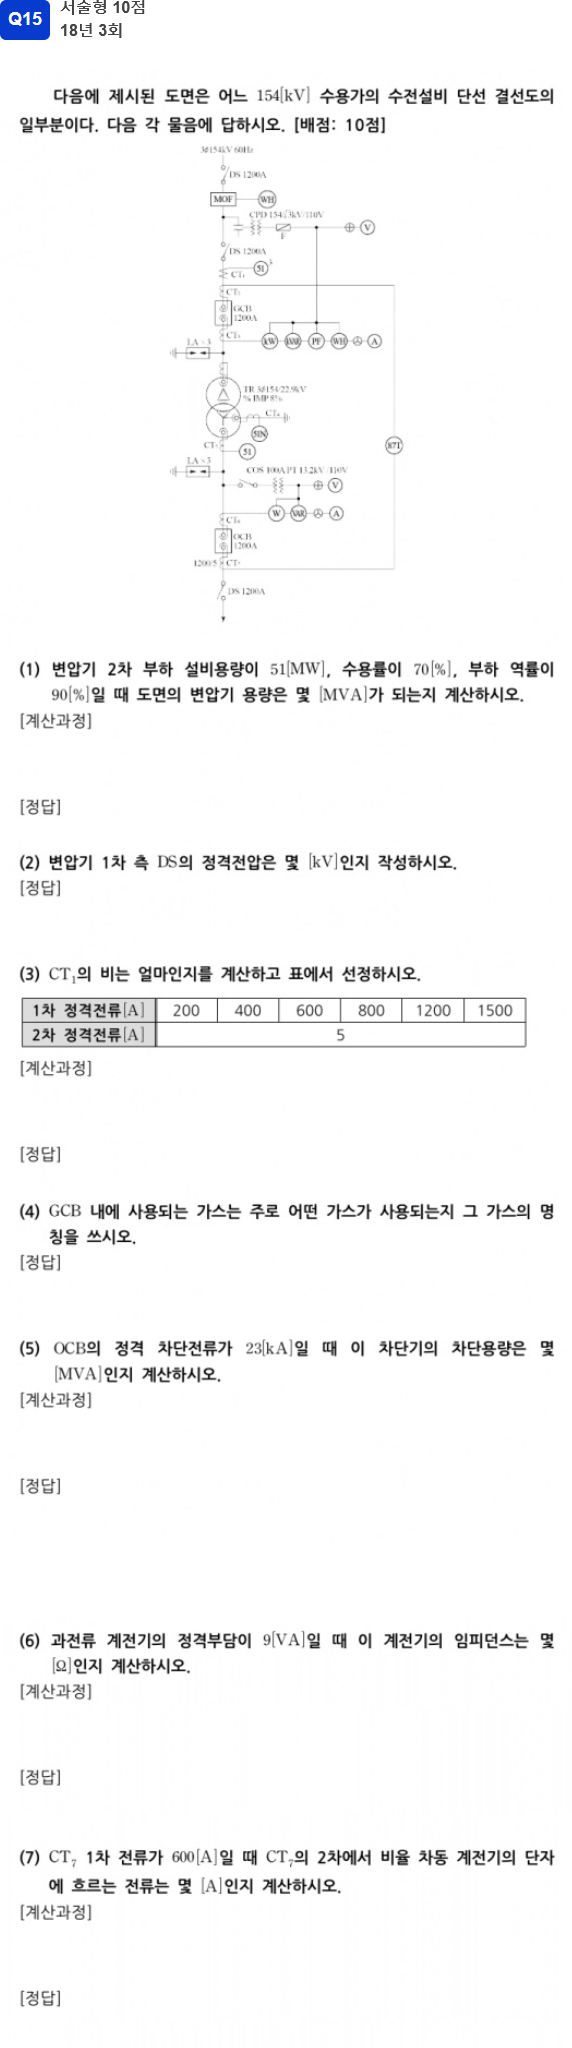 Q15
서술형 10점
18년 3회
다음에 제시된 도면은 어느 154[kV] 수용가의 수전설비 단선 결선도의
일부분이다. 다음 각 물음에 답하시오. [배점: 10점]
3ø154kV 60Hz
DS 1200A
MOF
WH
CPD 154/√3kV/110V
F
V
DS 1200A
CT₁
51
3
CT₂
GCB
1200A
CT₃
kW
kVAR
PF
WH
A
LA×3
TR 3ø154/22.9kV
% IMP 8%
CT₄
51N
CT₅
51
87T
LA×3
COS 100A PT 13.2kV /110V
V
W
VAR
A
CT₆
OCB
1200A
1200/5
CT₇
DS 1200A
(1) 변압기 2차 부하 설비용량이 51[MW], 수용률이 70[%], 부하 역률이
90[%]일 때 도면의 변압기 용량은 몇 [MVA]가 되는지 계산하시오.
[계산과정]
[정답]
(2) 변압기 1차 측 DS의 정격전압은 몇 [kV]인지 작성하시오.
[정답]
(3) CT₁의 비는 얼마인지를 계산하고 표에서 선정하시오.
1차 정격전류[A] 200 400 600 800 1200 1500
2차 정격전류[A] 5
[계산과정]
[정답]
(4) GCB 내에 사용되는 가스는 주로 어떤 가스가 사용되는지 그 가스의 명
칭을 쓰시오.
[정답]
(5) OCB의 정격 차단전류가 23[kA]일 때 이 차단기의 차단용량은 몇
[MVA]인지 계산하시오.
[계산과정]
[정답]
(6) 과전류 계전기의 정격부담이 9[VA]일 때 이 계전기의 임피던스는 몇
[Ω]인지 계산하시오.
[계산과정]
[정답]
(7) CT₇ 1차 전류가 600[A]일 때 CT₇의 2차에서 비율 차동 계전기의 단자
에 흐르는 전류는 몇 [A]인지 계산하시오.
[계산과정]
[정답]